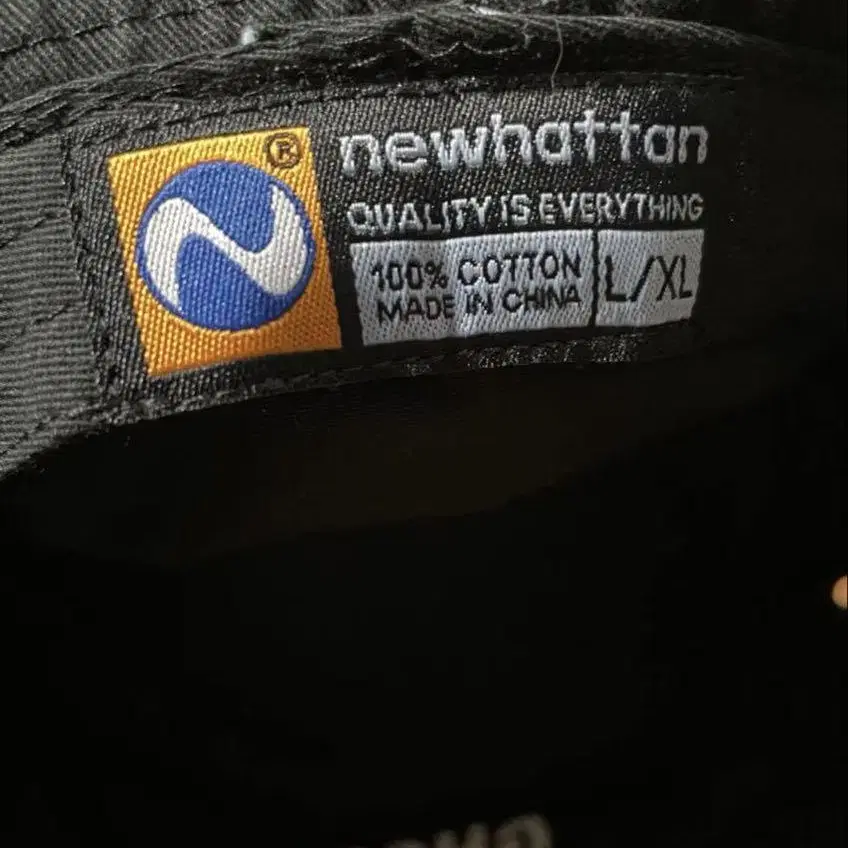 ®
newhattan
QUALITY IS EVERYTHING
100% COTTON
MADE IN CHINA
L/XL